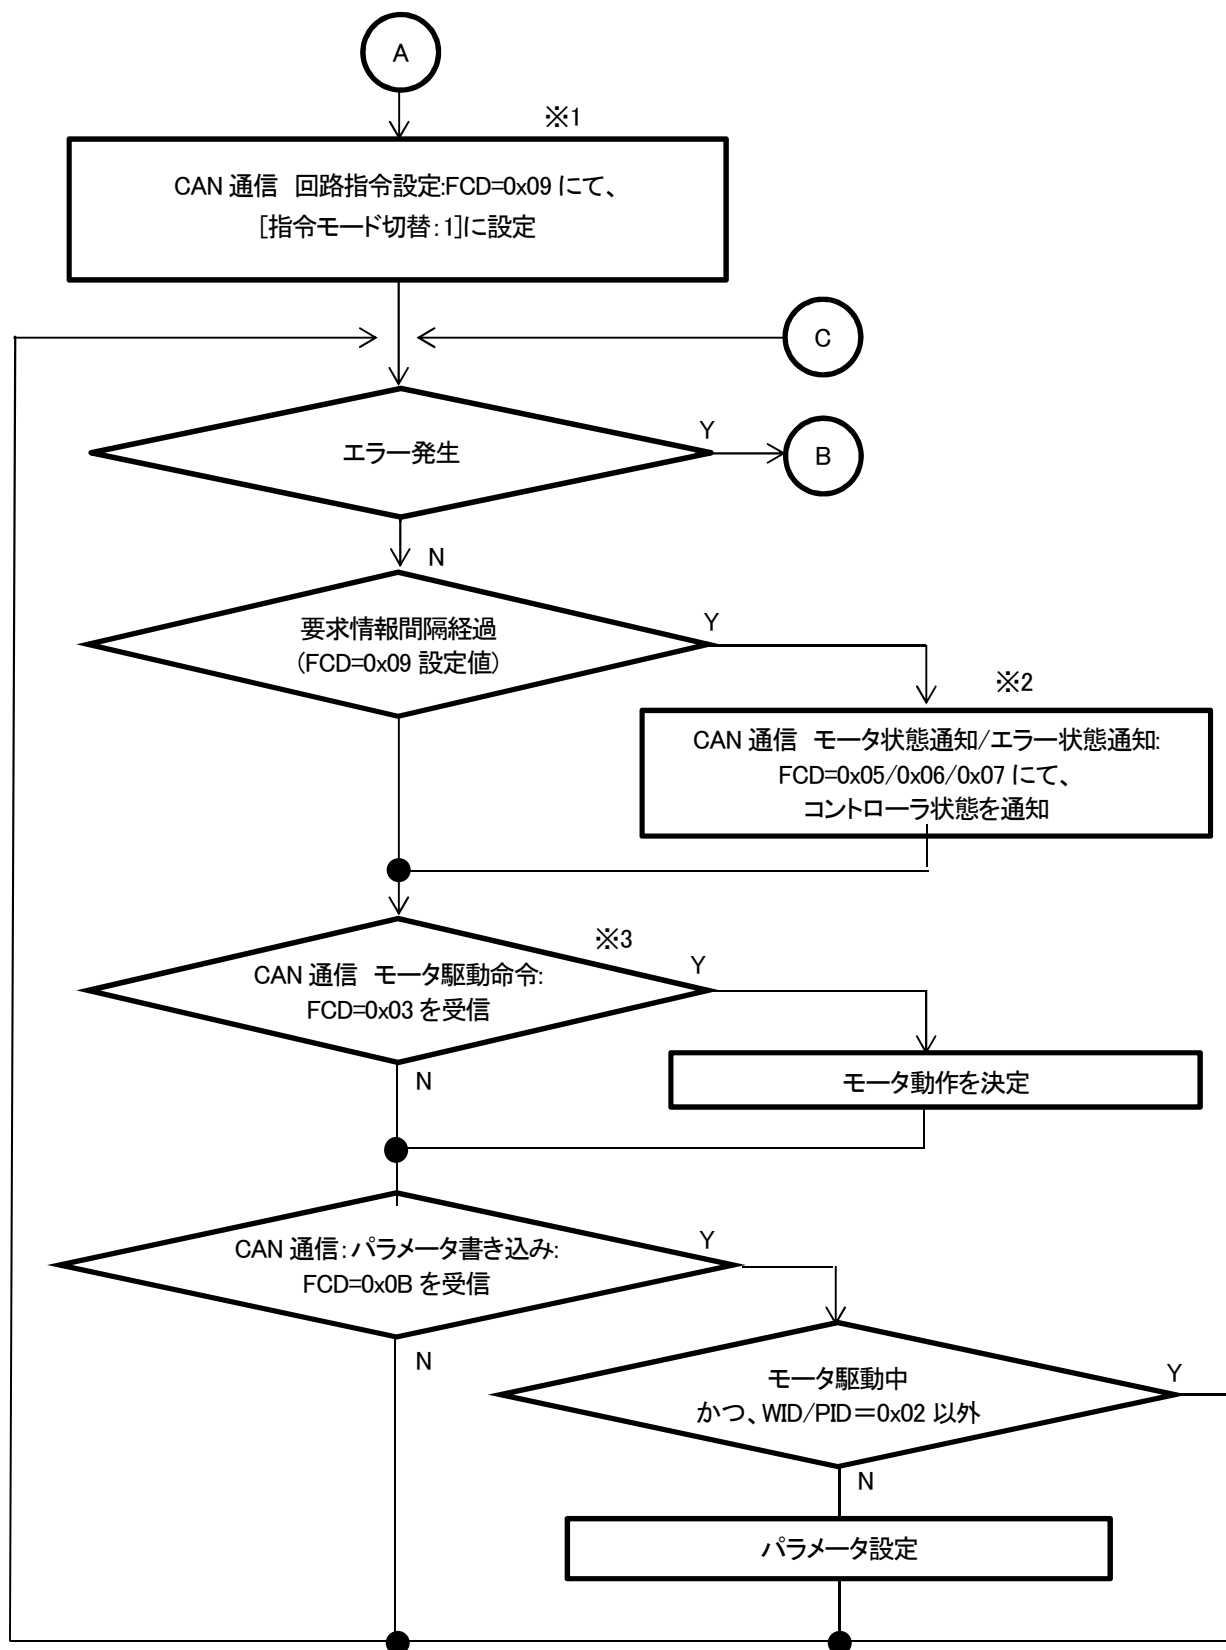 A
※1
CAN 通信 回路指令設定:FCD=0x09 にて、
[指令モード切替:1]に設定
C
エラー発生
Y
B
N
要求情報間隔経過
(FCD=0x09 設定値)
Y
※2
CAN 通信 モータ状態通知/エラー状態通知:
FCD=0x05/0x06/0x07 にて、
コントローラ状態を通知
※3
CAN 通信 モータ駆動命令:
FCD=0x03 を受信
Y
N
モータ動作を決定
CAN 通信:パラメータ書き込み:
FCD=0x0B を受信
Y
N
モータ駆動中
かつ、WID/PID=0x02 以外
Y
N
パラメータ設定